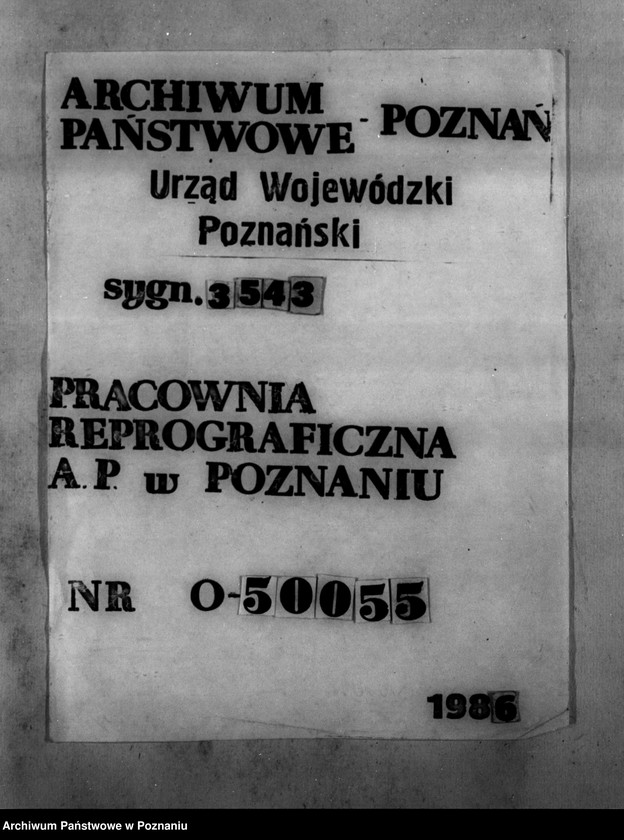 ARCHIWUM
PAŃSTWOWE - POZNAŃ
Urząd Wojewódzki
Poznański
sygn. 3543
PRACOWNIA
REPROGRAFICZNA
A.P. w POZNANIU
NR O-50055
1986
Archiwum Państwowe w Poznaniu